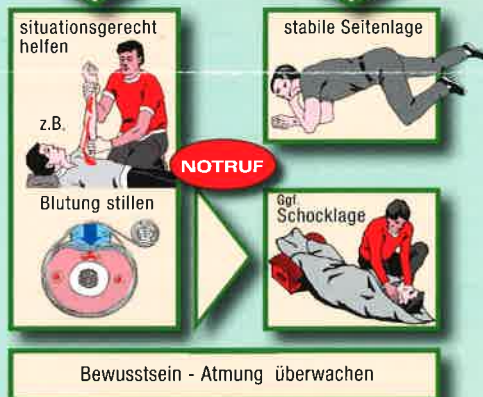 situationsgerecht
helfen
z.B.
Blutung stillen
stabile Seitenlage
NOTRUF
Ggf.
Schocklage
Bewusstsein - Atmung überwachen